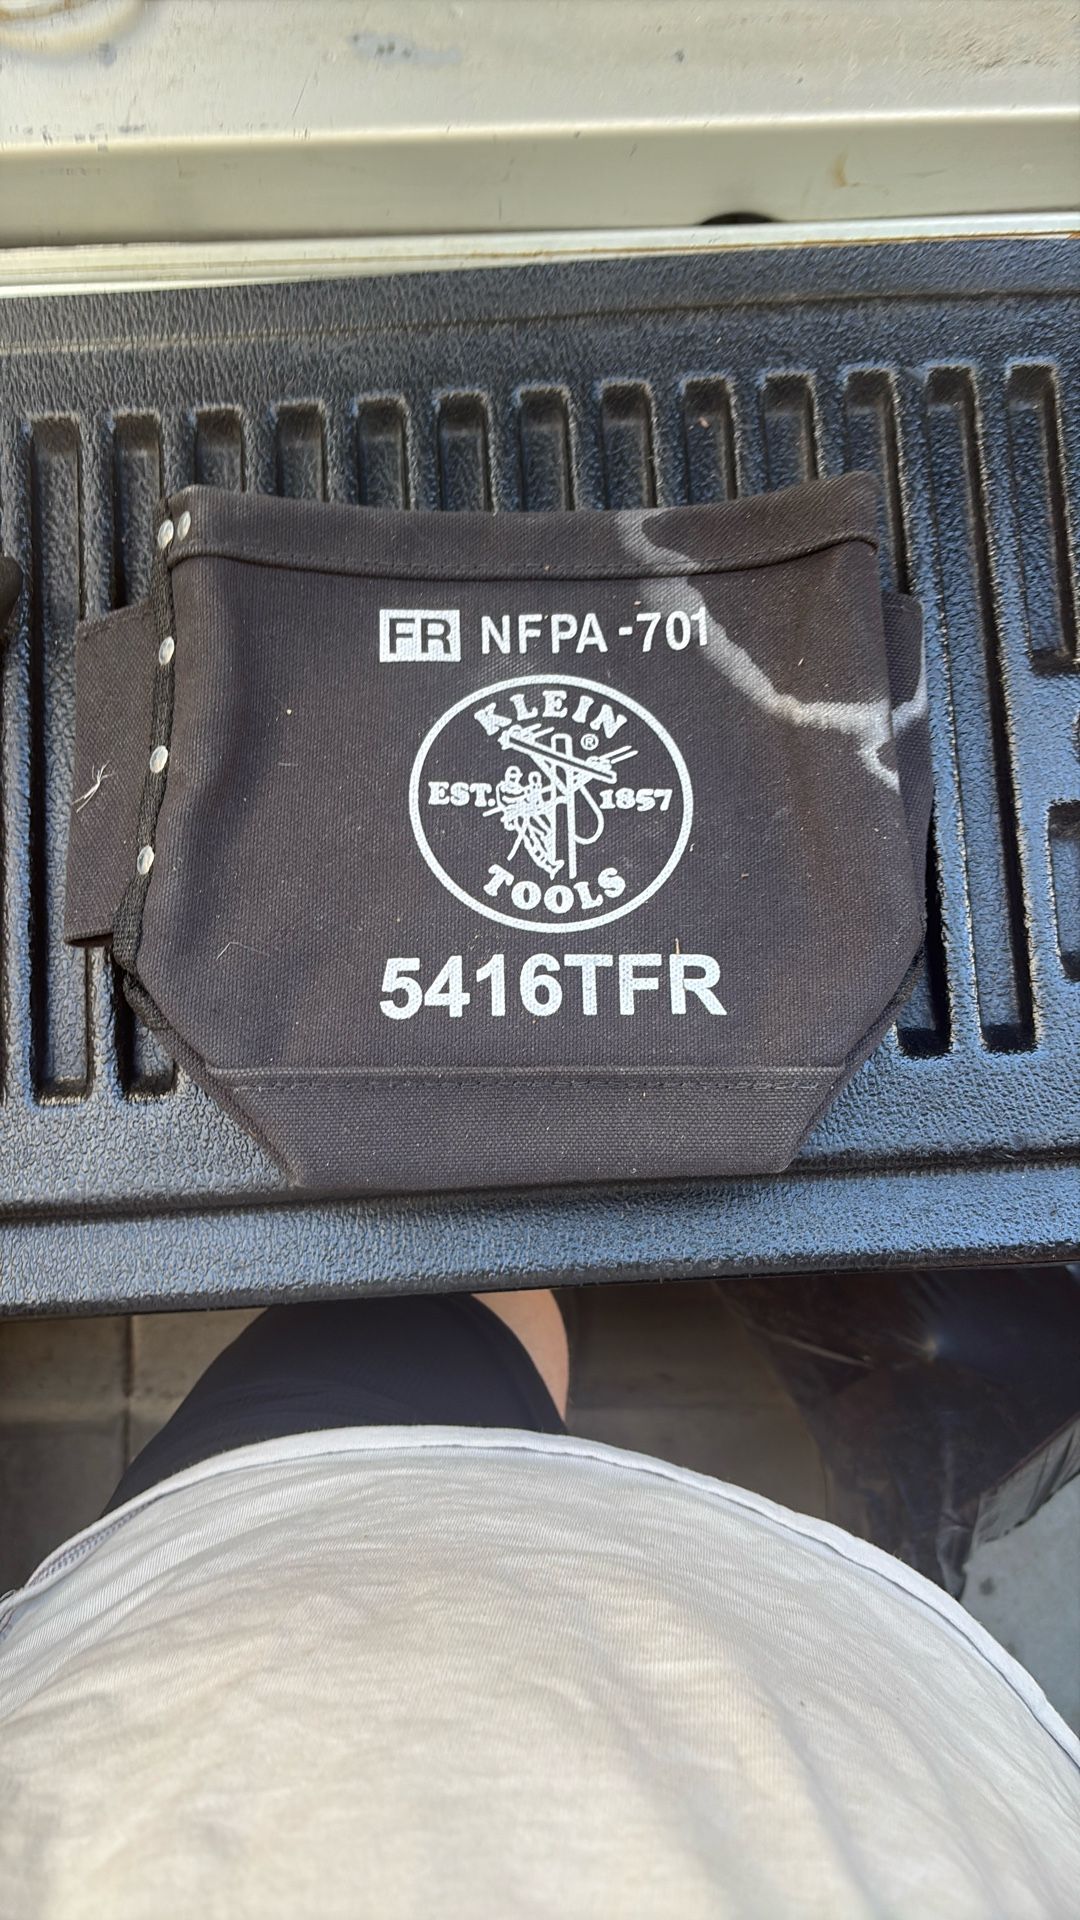 FR NFPA-701
KLEIN
®
EST. 1857
TOOLS
5416TFR